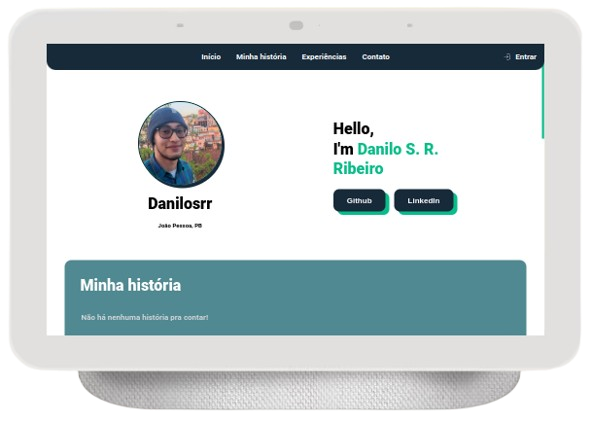 Início Minha história Experiências Contato Entrar
Hello,
I'm Danilo S. R.
Ribeiro
Github LinkedIn
Danilosrr
João Pessoa, PB
Minha história
Não há nenhuma história pra contar!